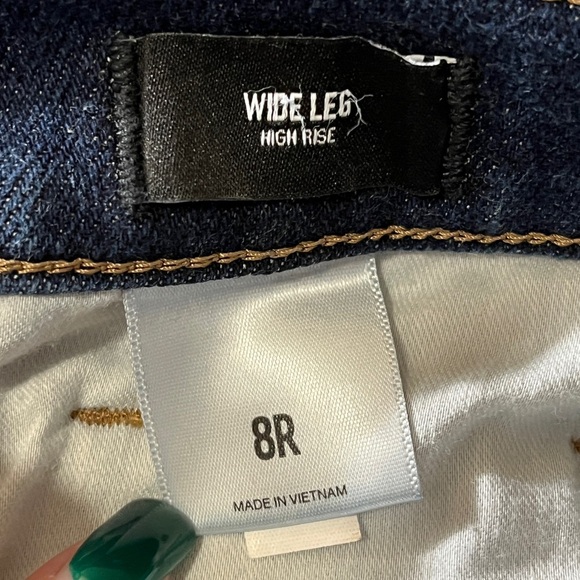 WIDE LEG
HIGH RISE
8R
MADE IN VIETNAM